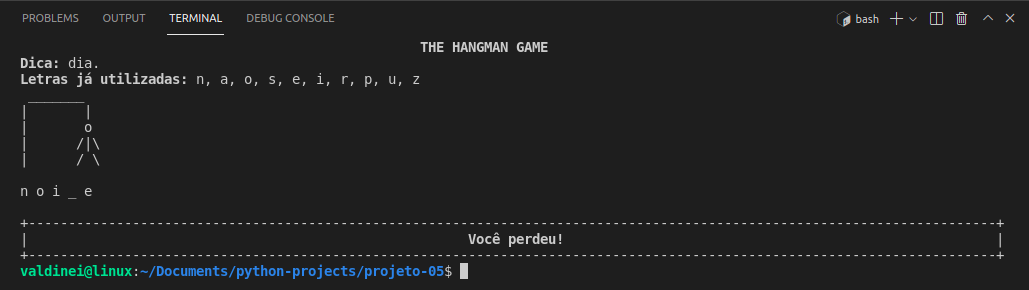 PROBLEMS OUTPUT TERMINAL DEBUG CONSOLE bash
THE HANGMAN GAME
Dica: dia.
Letras já utilizadas: n, a, o, s, e, i, r, p, u, z
 ________
|       |
|       o
|      /|\
|      / \
n o i _ e
+-------------------------------------------------------------------------------------------------------------------------+
| Você perdeu! |
+-------------------------------------------------------------------------------------------------------------------------+
valdinei@linux:~/Documents/python-projects/projeto-05$